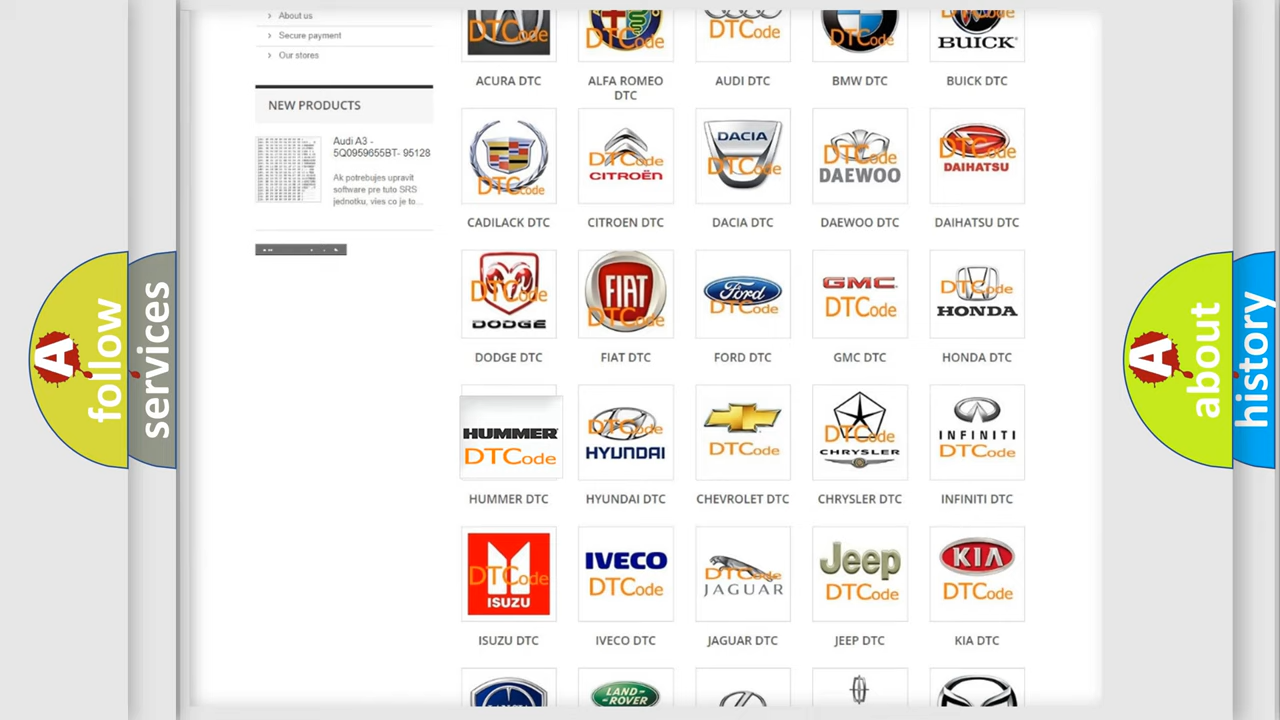 About us
Secure payment
Our stores
NEW PRODUCTS
Audi A3 -
5Q0959655BT- 95128
Ak potrebujes upravit
software pre tuto SRS
jednotku, vies co je to...
DTCode
DTCode
DTCode
DTCode
DTCode
BUICK
ACURA DTC
ALFA ROMEO
DTC
AUDI DTC
BMW DTC
BUICK DTC
DTCode
DTCode
CITROËN
DACIA
DTCode
DTCode
DAEWOO
DTCode
DAIHATSU
CADILACK DTC
CITROEN DTC
DACIA DTC
DAEWOO DTC
DAIHATSU DTC
DTCode
DODGE
FIAT
DTCode
Ford
DTCode
GMC
DTCode
DTCode
HONDA
DODGE DTC
FIAT DTC
FORD DTC
GMC DTC
HONDA DTC
HUMMER
DTCode
DTCode
HYUNDAI
DTCode
DTCode
CHRYSLER
INFINITI
DTCode
HUMMER DTC
HYUNDAI DTC
CHEVROLET DTC
CHRYSLER DTC
INFINITI DTC
DTCode
ISUZU
IVECO
DTCode
DTCode
JAGUAR
Jeep
DTCode
KIA
DTCode
ISUZU DTC
IVECO DTC
JAGUAR DTC
JEEP DTC
KIA DTC
LAND-
ROVER
A
follow
services
A
about
history